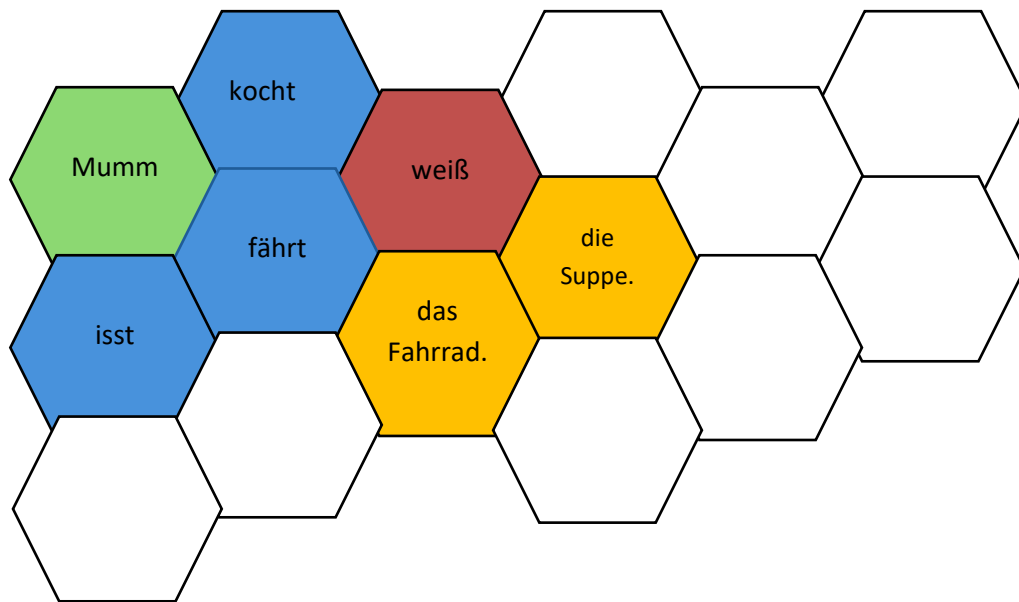 kocht
Mumm
weiß
fährt
die
Suppe.
das
Fahrrad.
isst